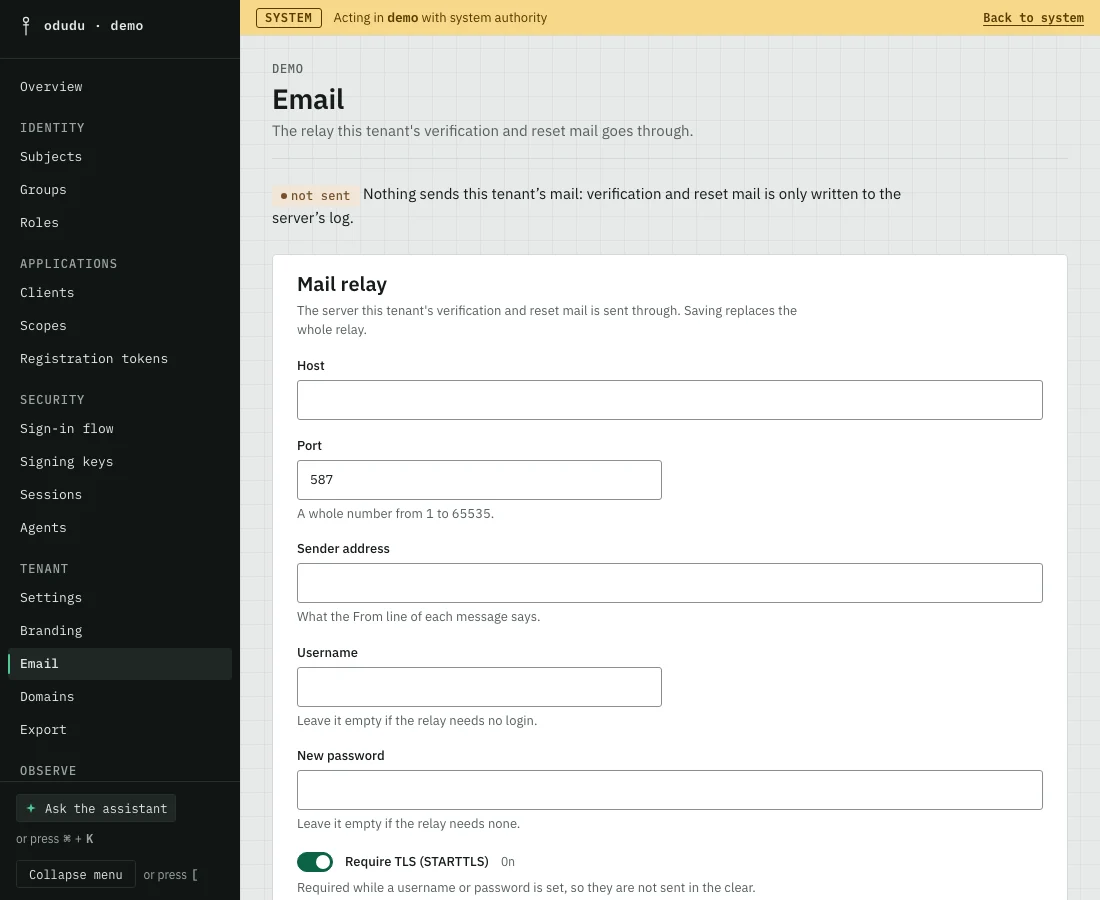 odudu · demo
Overview
IDENTITY
Subjects
Groups
Roles
APPLICATIONS
Clients
Scopes
Registration tokens
SECURITY
Sign-in flow
Signing keys
Sessions
Agents
TENANT
Settings
Branding
Email
Domains
Export
OBSERVE
Ask the assistant
or press ⌘ + K
Collapse menu or press [
SYSTEM Acting in demo with system authority Back to system
DEMO
Email
The relay this tenant's verification and reset mail goes through.
not sent Nothing sends this tenant’s mail: verification and reset mail is only written to the
server’s log.
Mail relay
The server this tenant's verification and reset mail is sent through. Saving replaces the
whole relay.
Host
Port
587
A whole number from 1 to 65535.
Sender address
What the From line of each message says.
Username
Leave it empty if the relay needs no login.
New password
Leave it empty if the relay needs none.
Require TLS (STARTTLS) On
Required while a username or password is set, so they are not sent in the clear.